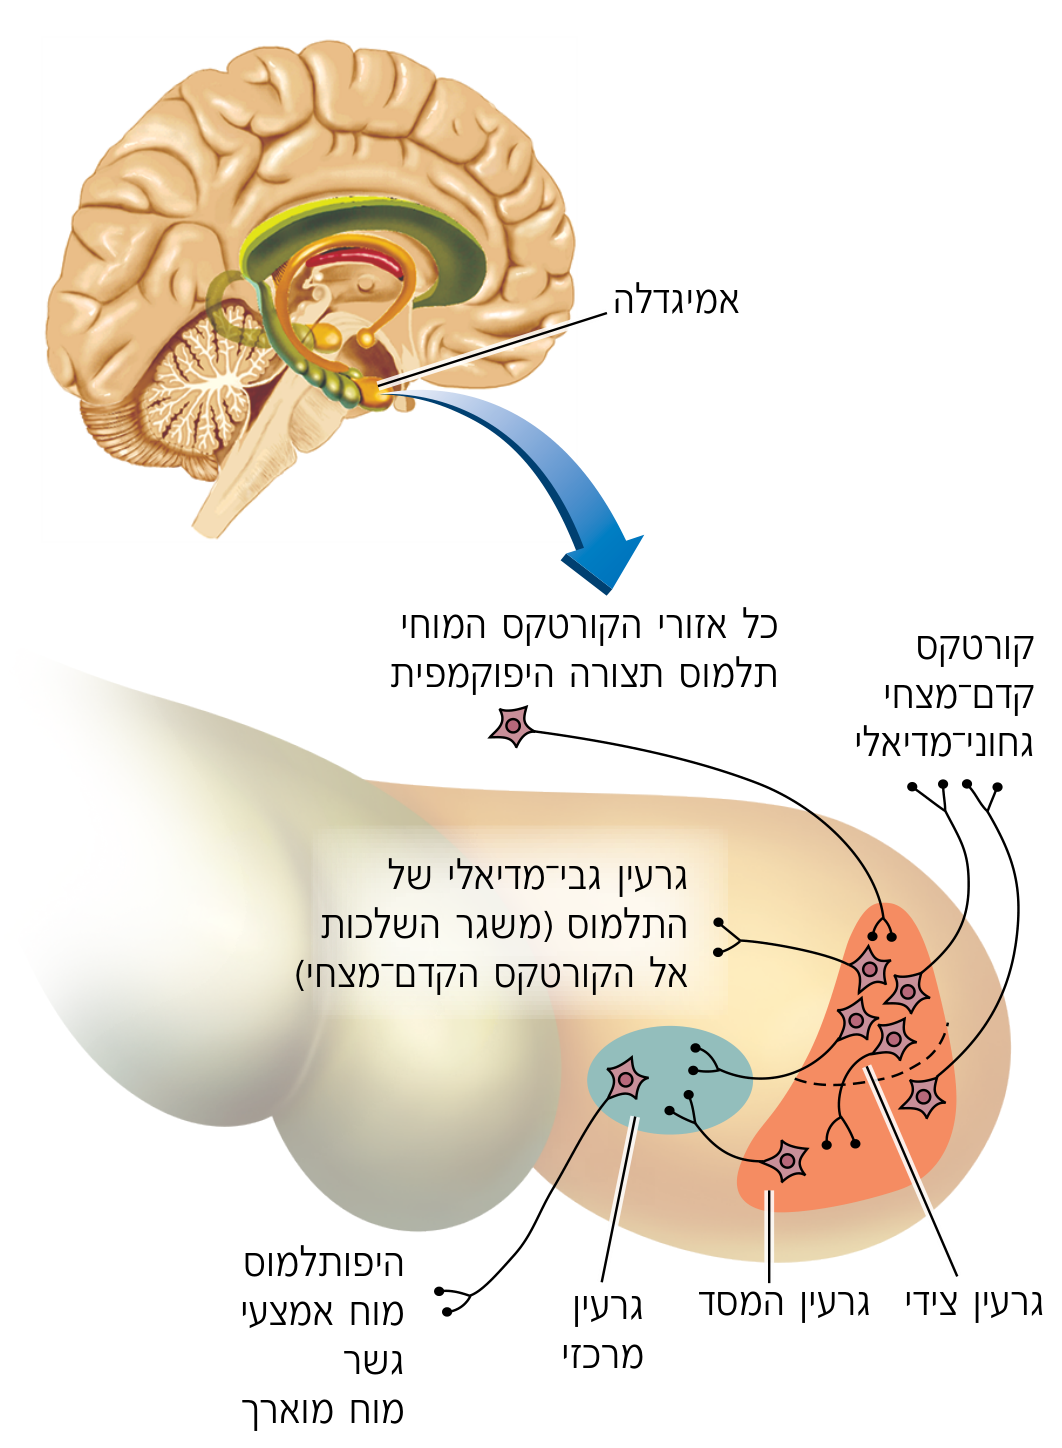 אמיגדלה
כל אזורי הקורטקס המוחי
תלמוס תצורה היפוקמפית
קורטקס
קדם־מצחי
גחוני־מדיאלי
גרעין גבי־מדיאלי של
התלמוס (משגר השלכות
אל הקורטקס הקדם־מצחי)
היפותלמוס
מוח אמצעי
גשר
מוח מוארך
גרעין
מרכזי
גרעין המסד
גרעין צידי